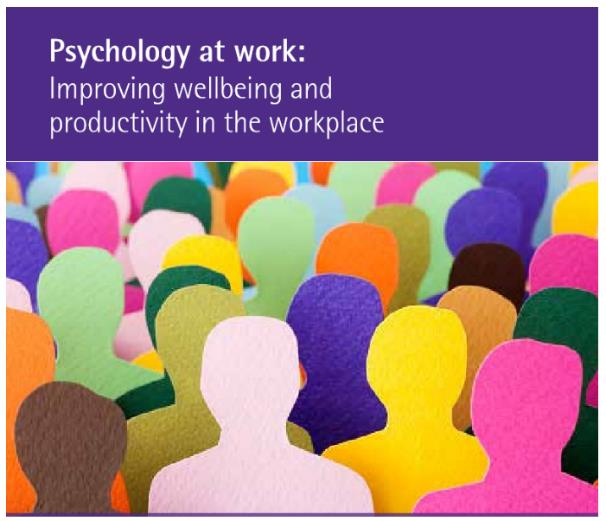 Psychology at work:
Improving wellbeing and
productivity in the workplace